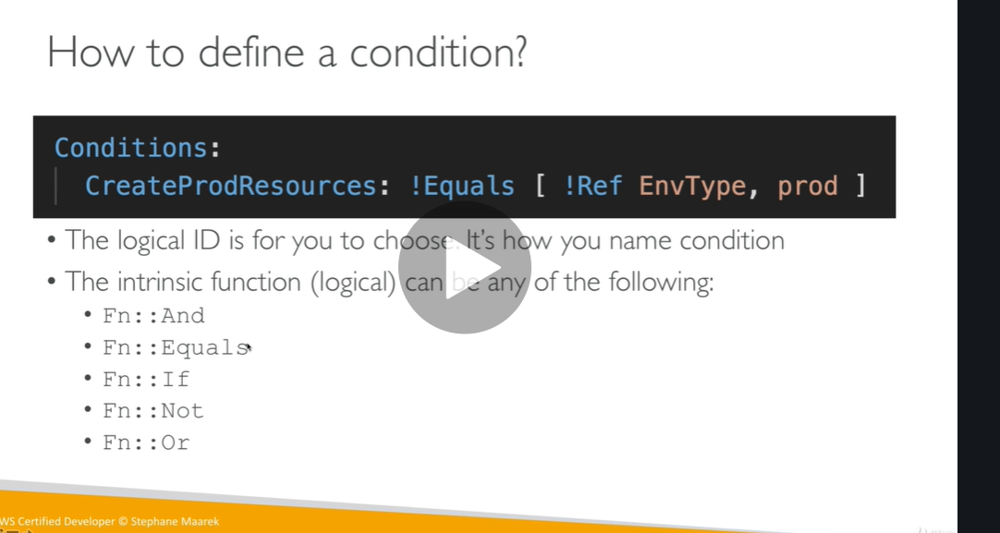 How to define a condition?
Conditions:
CreateProdResources: !Equals [ !Ref EnvType, prod ]
• The logical ID is for you to choose. It's how you name condition
• The intrinsic function (logical) can be any of the following:
• Fn::And
• Fn::Equals
• Fn::If
• Fn::Not
• Fn::Or
WS Certified Developer © Stephane Maarek